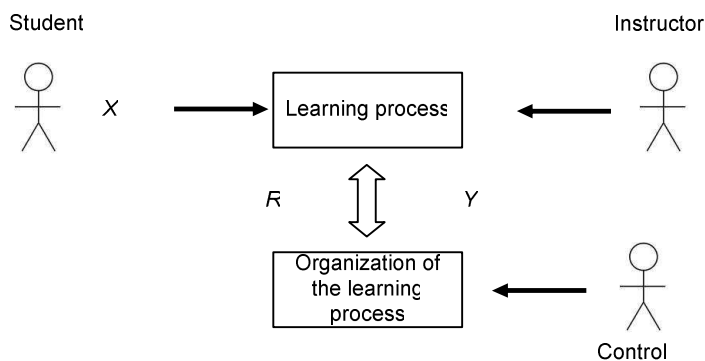 Student
Instructor
X
Learning process
R
Y
Organization of
the learning
process
Control